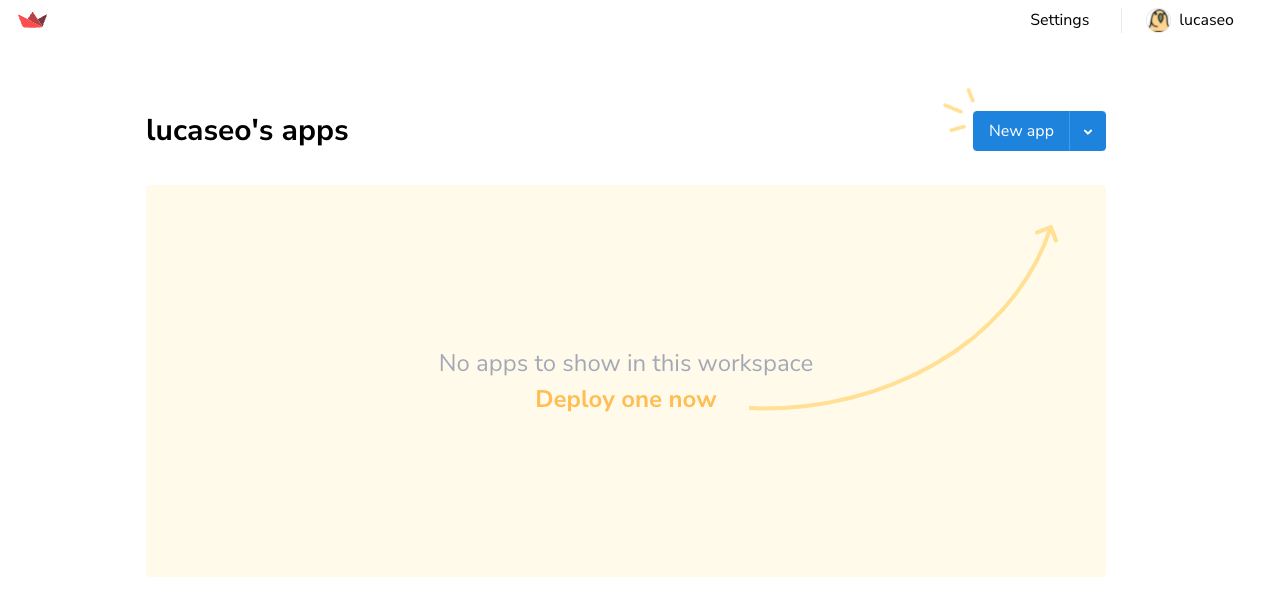 Settings
lucaseo
lucaseo's apps
New app
No apps to show in this workspace
Deploy one now